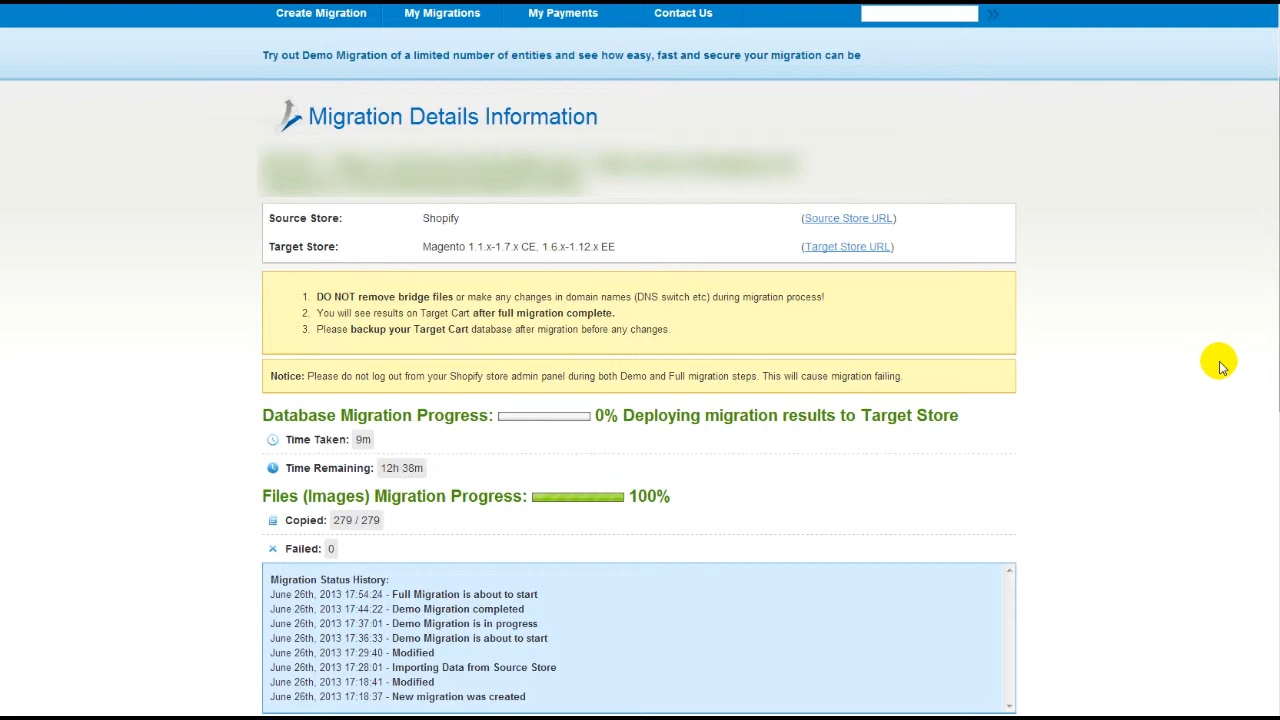 Create Migration My Migrations My Payments Contact Us
Try out Demo Migration of a limited number of entities and see how easy, fast and secure your migration can be
Migration Details Information
Source Store: Shopify (Source Store URL)
Target Store: Magento 1.1.x-1.7.x CE, 1.6.x-1.12.x EE (Target Store URL)
1. DO NOT remove bridge files or make any changes in domain names (DNS switch etc) during migration process!
2. You will see results on Target Cart after full migration complete.
3. Please backup your Target Cart database after migration before any changes.
Notice: Please do not log out from your Shopify store admin panel during both Demo and Full migration steps. This will cause migration failing.
Database Migration Progress: 0% Deploying migration results to Target Store
Time Taken: 9m
Time Remaining: 12h 38m
Files (Images) Migration Progress: 100%
Copied: 279 / 279
Failed: 0
Migration Status History:
June 26th, 2013 17:54:24 - Full Migration is about to start
June 26th, 2013 17:44:22 - Demo Migration completed
June 26th, 2013 17:37:01 - Demo Migration is in progress
June 26th, 2013 17:36:33 - Demo Migration is about to start
June 26th, 2013 17:29:40 - Modified
June 26th, 2013 17:28:01 - Importing Data from Source Store
June 26th, 2013 17:18:41 - Modified
June 26th, 2013 17:18:37 - New migration was created